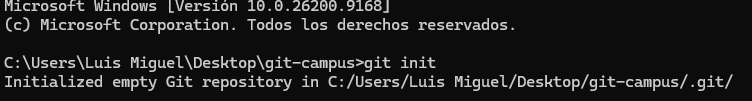 Microsoft Windows [Versión 10.0.26200.9168]
(c) Microsoft Corporation. Todos los derechos reservados.
C:\Users\Luis Miguel\Desktop\git-campus>git init
Initialized empty Git repository in C:/Users/Luis Miguel/Desktop/git-campus/.git/